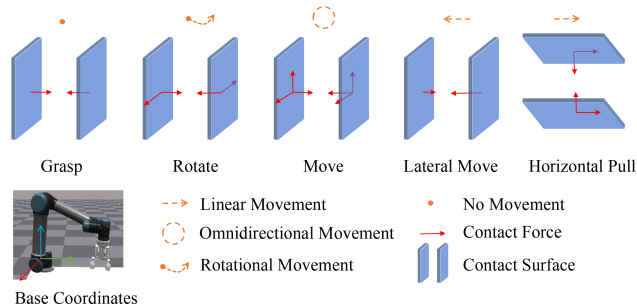 Grasp
Rotate
Move
Lateral Move
Horizontal Pull
Linear Movement
No Movement
Omnidirectional Movement
Contact Force
Rotational Movement
Contact Surface
Base Coordinates